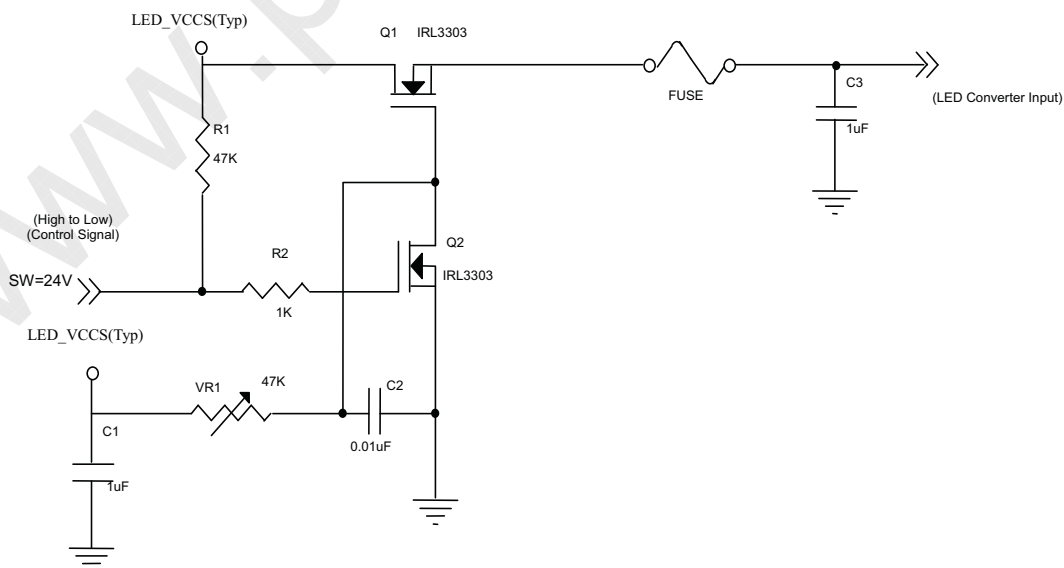 www.p
LED_VCCS(Typ)
Q1 IRL3303
FUSE
C3
(LED Converter Input)
1uF
R1
47K
(High to Low)
(Control Signal)
SW=24V
R2
1K
Q2
IRL3303
LED_VCCS(Typ)
VR1
47K
C2
0.01uF
C1
1uF